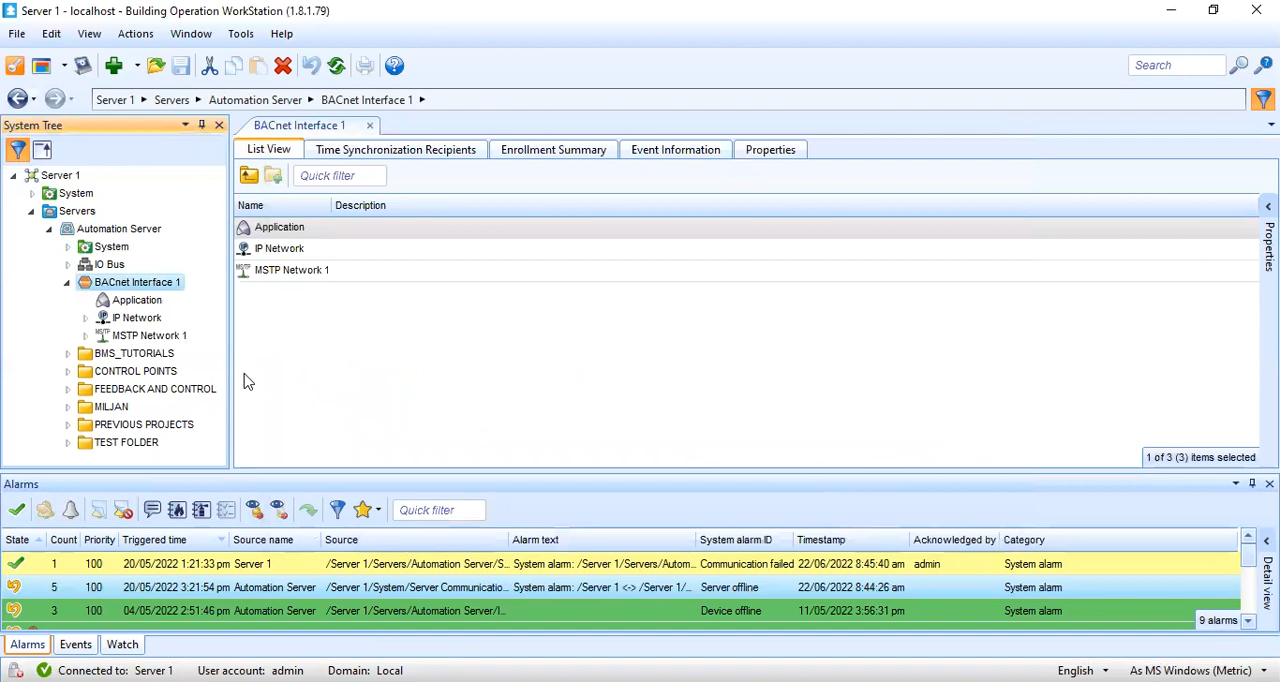 Server 1 - localhost - Building Operation WorkStation (1.8.1.79)
File Edit View Actions Window Tools Help
Search
Server 1 Servers Automation Server BACnet Interface 1
System Tree
BACnet Interface 1
List View Time Synchronization Recipients Enrollment Summary Event Information Properties
Quick filter
Server 1
System
Servers
Automation Server
System
IO Bus
BACnet Interface 1
Application
IP Network
MSTP Network 1
BMS_TUTORIALS
CONTROL POINTS
FEEDBACK AND CONTROL
MILJAN
PREVIOUS PROJECTS
TEST FOLDER
Name Description
Application
IP Network
MSTP Network 1
Properties
1 of 3 (3) items selected
Alarms
Quick filter
State Count Priority Triggered time Source name Source Alarm text System alarm ID Timestamp Acknowledged by Category
1 100 20/05/2022 1:21:33 pm Server 1 /Server 1/Servers/Automation Server/S... System alarm: /Server 1/Servers/Autom... Communication failed 22/06/2022 8:45:40 am admin System alarm
5 100 20/05/2022 3:21:54 pm Automation Server /Server 1/System/Server Communicatio... System alarm: /Server 1 <-> /Server 1/... Server offline 22/06/2022 8:44:26 am System alarm
3 100 04/05/2022 2:51:46 pm Automation Server /Server 1/Servers/Automation Server/I... Device offline 11/05/2022 3:56:31 pm System alarm
9 alarms
Detail view
Alarms Events Watch
Connected to: Server 1 User account: admin Domain: Local English As MS Windows (Metric)